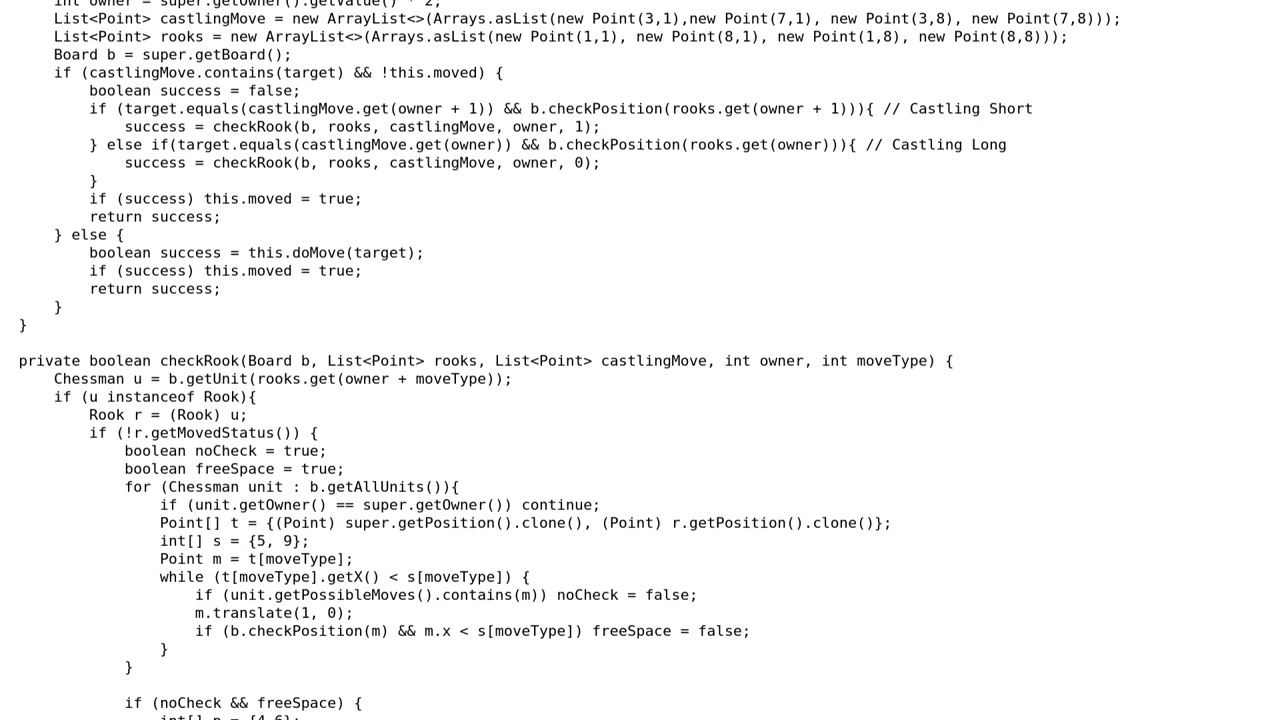 int owner = super.getOwner().getValue() * 2;
    List<Point> castlingMove = new ArrayList<>(Arrays.asList(new Point(3,1),new Point(7,1), new Point(3,8), new Point(7,8)));
    List<Point> rooks = new ArrayList<>(Arrays.asList(new Point(1,1), new Point(8,1), new Point(1,8), new Point(8,8)));
    Board b = super.getBoard();
    if (castlingMove.contains(target) && !this.moved) {
        boolean success = false;
        if (target.equals(castlingMove.get(owner + 1)) && b.checkPosition(rooks.get(owner + 1))){ // Castling Short
            success = checkRook(b, rooks, castlingMove, owner, 1);
        } else if(target.equals(castlingMove.get(owner)) && b.checkPosition(rooks.get(owner))){ // Castling Long
            success = checkRook(b, rooks, castlingMove, owner, 0);
        }
        if (success) this.moved = true;
        return success;
    } else {
        boolean success = this.doMove(target);
        if (success) this.moved = true;
        return success;
    }
}

private boolean checkRook(Board b, List<Point> rooks, List<Point> castlingMove, int owner, int moveType) {
    Chessman u = b.getUnit(rooks.get(owner + moveType));
    if (u instanceof Rook){
        Rook r = (Rook) u;
        if (!r.getMovedStatus()) {
            boolean noCheck = true;
            boolean freeSpace = true;
            for (Chessman unit : b.getAllUnits()){
                if (unit.getOwner() == super.getOwner()) continue;
                Point[] t = {(Point) super.getPosition().clone(), (Point) r.getPosition().clone()};
                int[] s = {5, 9};
                Point m = t[moveType];
                while (t[moveType].getX() < s[moveType]) {
                    if (unit.getPossibleMoves().contains(m)) noCheck = false;
                    m.translate(1, 0);
                    if (b.checkPosition(m) && m.x < s[moveType]) freeSpace = false;
                }
            }

            if (noCheck && freeSpace) {
                int[] p = {4,6};